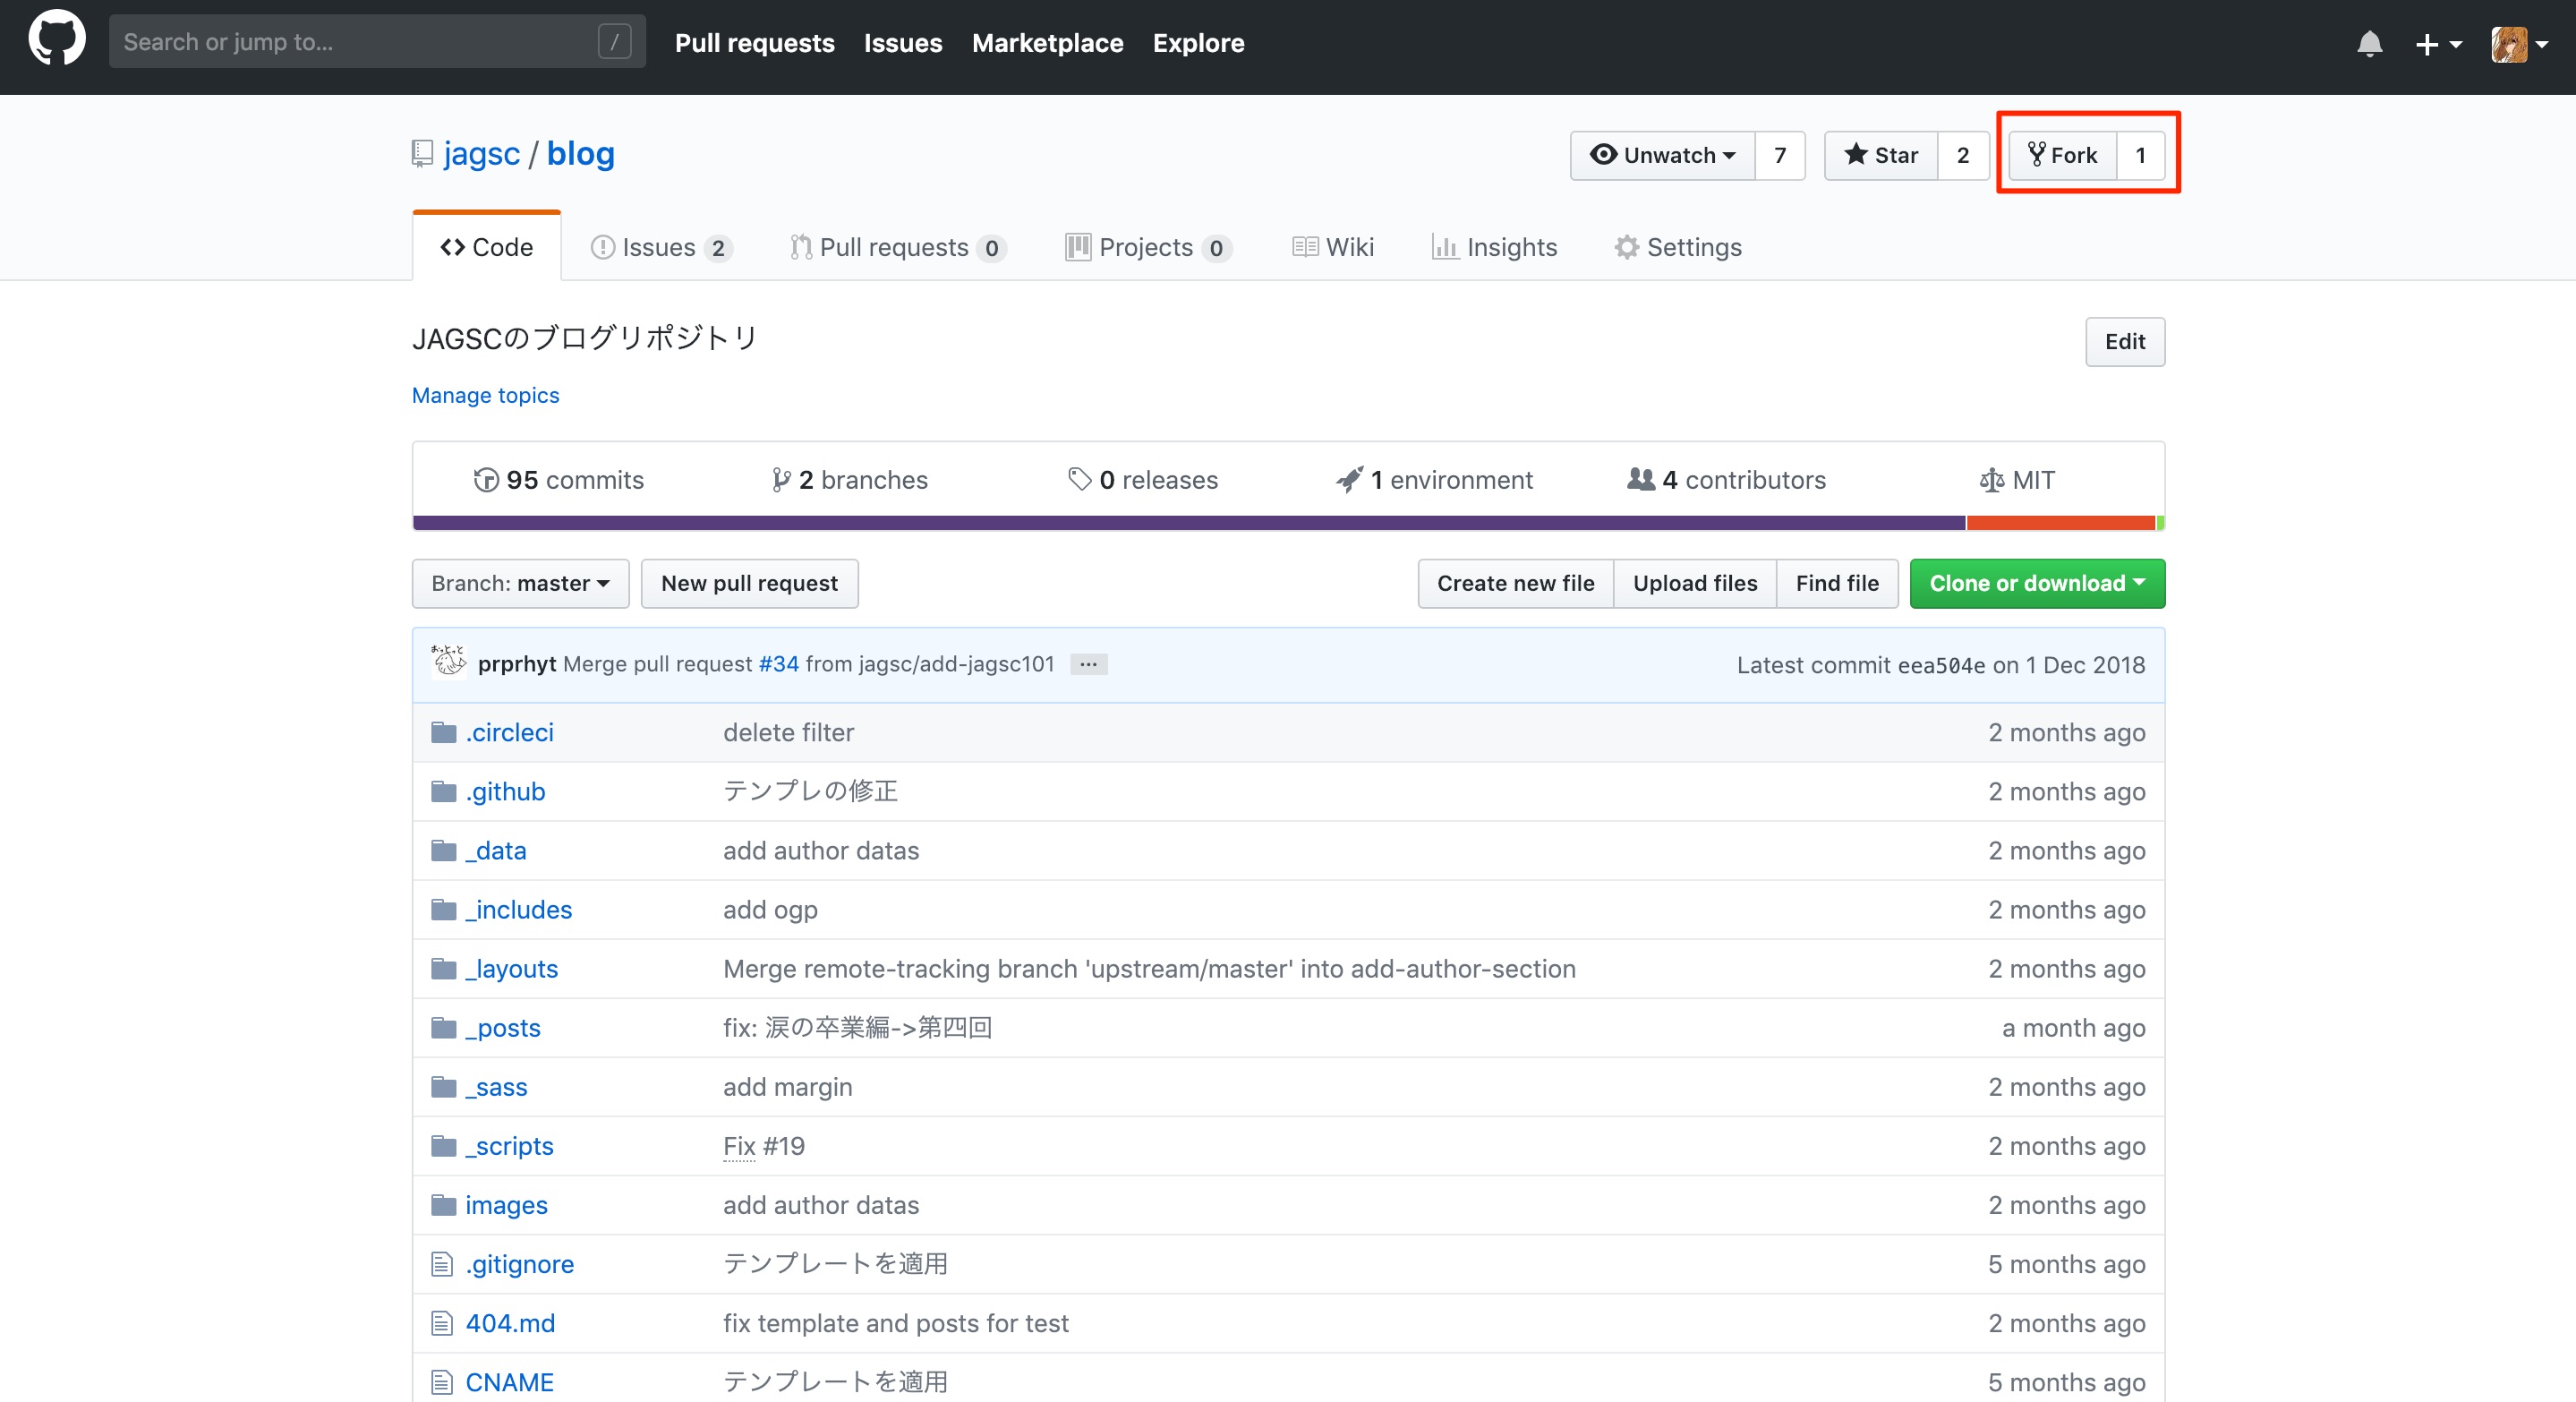 Search or jump to... /
Pull requests Issues Marketplace Explore
jagsc / blog
Unwatch 7 Star 2 Fork 1
Code Issues 2 Pull requests 0 Projects 0 Wiki Insights Settings
JAGSCのブログリポジトリ
Edit
Manage topics
95 commits 2 branches 0 releases 1 environment 4 contributors MIT
Branch: master New pull request Create new file Upload files Find file Clone or download
おっとっと
prprhyt Merge pull request #34 from jagsc/add-jagsc101 ... Latest commit eea504e on 1 Dec 2018
.circleci delete filter 2 months ago
.github テンプレの修正 2 months ago
_data add author datas 2 months ago
_includes add ogp 2 months ago
_layouts Merge remote-tracking branch 'upstream/master' into add-author-section 2 months ago
_posts fix: 涙の卒業編->第四回 a month ago
_sass add margin 2 months ago
_scripts Fix #19 2 months ago
images add author datas 2 months ago
.gitignore テンプレートを適用 5 months ago
404.md fix template and posts for test 2 months ago
CNAME テンプレートを適用 5 months ago